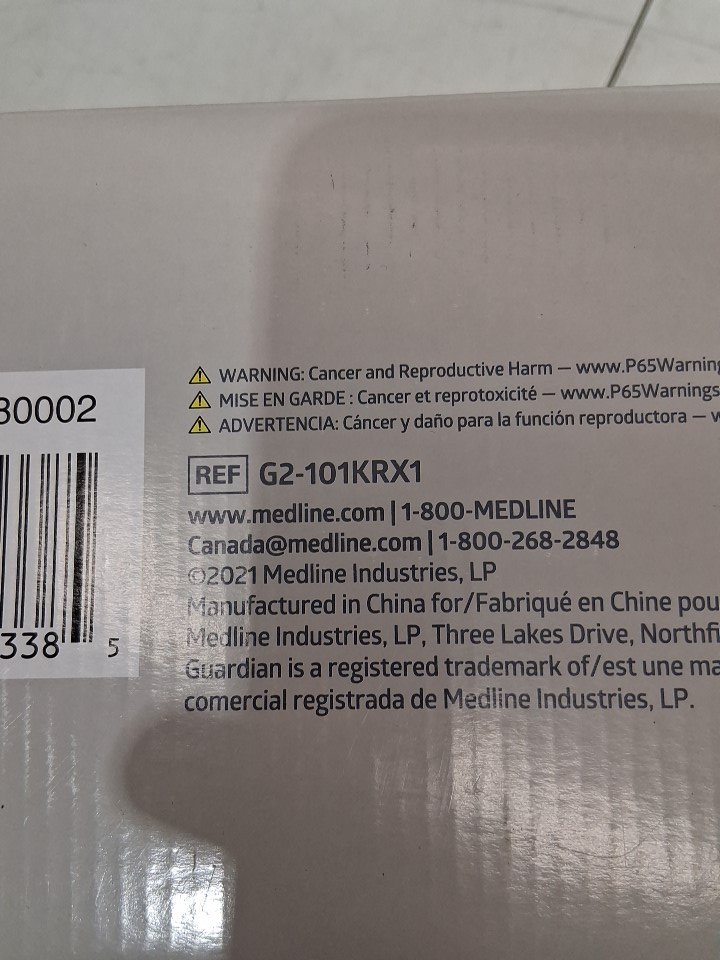 30002
338 5
WARNING: Cancer and Reproductive Harm – www.P65Warning
MISE EN GARDE : Cancer et reprotoxicité – www.P65Warnings
ADVERTENCIA: Cáncer y daño para la función reproductora – w
REF G2-101KRX1
www.medline.com | 1-800-MEDLINE
Canada@medline.com | 1-800-268-2848
©2021 Medline Industries, LP
Manufactured in China for/Fabriqué en Chine pou
Medline Industries, LP, Three Lakes Drive, Northfi
Guardian is a registered trademark of/est une ma
comercial registrada de Medline Industries, LP.